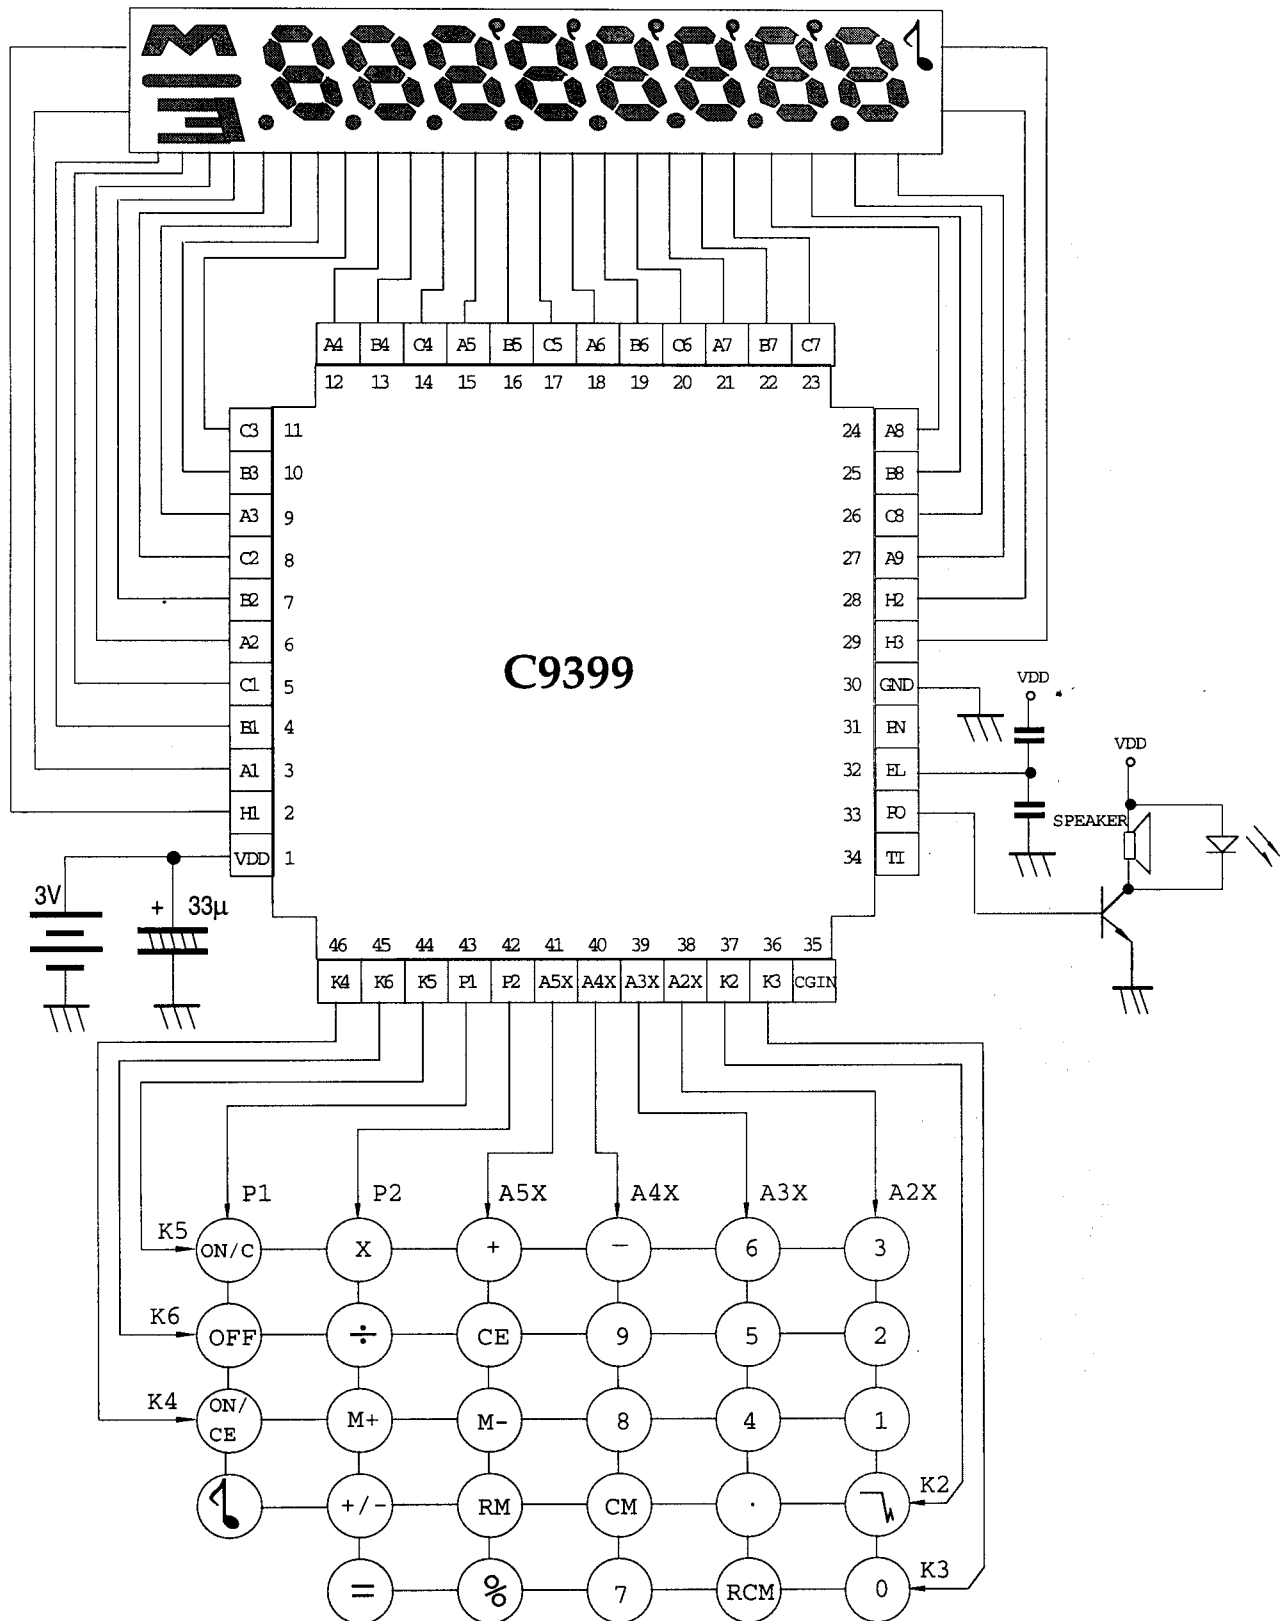 M
E
A4 B4 C4 A5 B5 C5 A6 B6 C6 A7 B7 C7
12 13 14 15 16 17 18 19 20 21 22 23
C3 11 24 A8
B3 10 25 B8
A3 9 26 C8
C2 8 27 A9
B2 7 28 H2
A2 6 29 H3
C9399
C1 5 30 GND
VDD
B1 4 31 EN
A1 3 32 EL
VDD
H1 2 33 PO
SPEAKER
VDD 1 34 TI
3V
+ 33μ
46 45 44 43 42 41 40 39 38 37 36 35
K4 K6 K5 P1 P2 A5X A4X A3X A2X K2 K3 CGIN
P1 P2 A5X A4X A3X A2X
K5 ON/C X + − 6 3
K6 OFF ÷ CE 9 5 2
K4 ON/CE M+ M- 8 4 1
+/- RM CM · K2
= % 7 RCM 0 K3